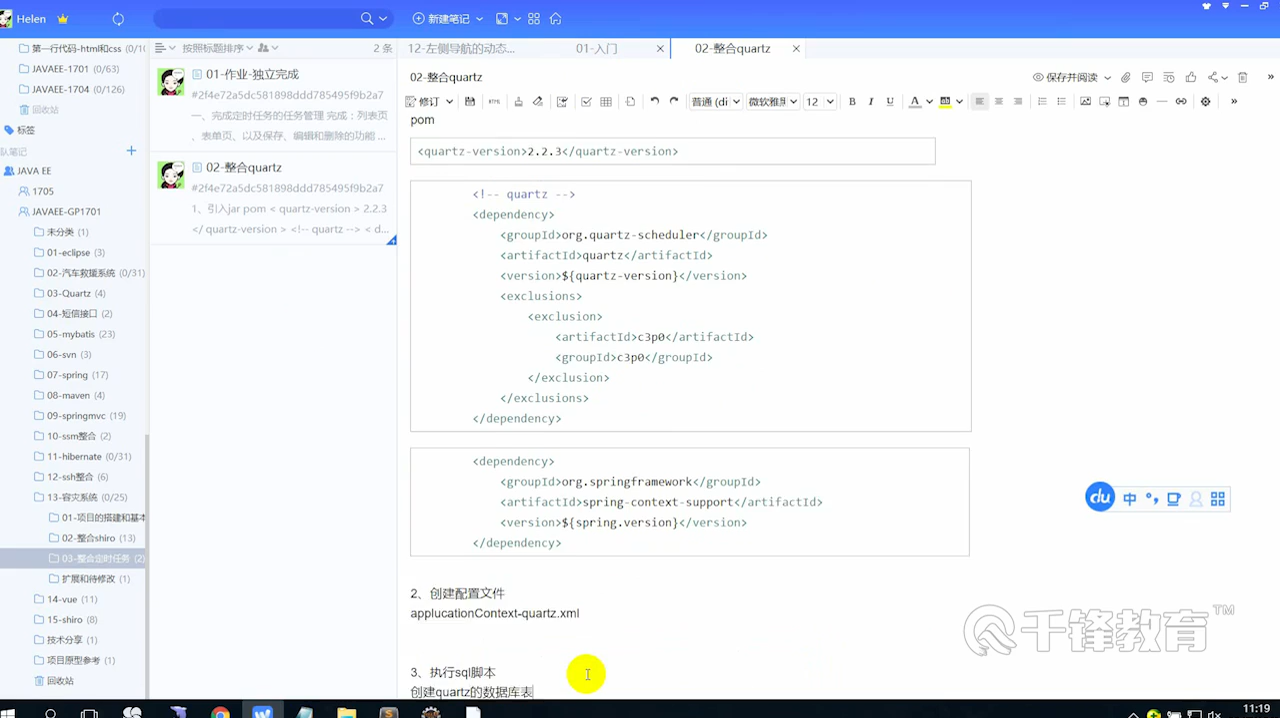 Helen
新建笔记
第一行代码-html和css (0/10
JAVAEE-1701 (0/63)
JAVAEE-1704 (0/126)
回收站
标签
队笔记
JAVA EE
1705
JAVAEE-GP1701
未分类 (1)
01-eclipse (3)
02-汽车救援系统 (0/31)
03-Quartz (4)
04-短信接口 (2)
05-mybatis (23)
06-svn (3)
07-spring (17)
08-maven (4)
09-springmvc (19)
10-ssm整合 (2)
11-hibernate (0/31)
12-ssh整合 (6)
13-容灾系统 (0/25)
01-项目的搭建和基本
02-整合shiro (13)
03-整合定时任务 (2)
扩展和待修改 (1)
14-vue (11)
15-shiro (8)
技术分享 (1)
项目原型参考 (1)
回收站
按照标题排序
2 条
01-作业-独立完成
#2f4e72a5dc581898ddd785495f9b2a7
一、完成定时任务的任务管理 完成：列表页
、表单页、以及保存、编辑和删除的功能 ...
02-整合quartz
#2f4e72a5dc581898ddd785495f9b2a7
1、引入jar pom < quartz-version > 2.2.3
</ quartz-version > <!-- quartz --> < d...
12-左侧导航的动态...
01-入门
02-整合quartz
02-整合quartz
保存并阅读
修订
HTML
普通 (di
微软雅黑
12
B I U A
pom
<quartz-version>2.2.3</quartz-version>
<!-- quartz -->
<dependency>
<groupId>org.quartz-scheduler</groupId>
<artifactId>quartz</artifactId>
<version>${quartz-version}</version>
<exclusions>
<exclusion>
<artifactId>c3p0</artifactId>
<groupId>c3p0</groupId>
</exclusion>
</exclusions>
</dependency>
<dependency>
<groupId>org.springframework</groupId>
<artifactId>spring-context-support</artifactId>
<version>${spring.version}</version>
</dependency>
2、创建配置文件
applucationContext-quartz.xml
3、执行sql脚本
创建quartz的数据库表
du 中
千锋教育TM
11:19